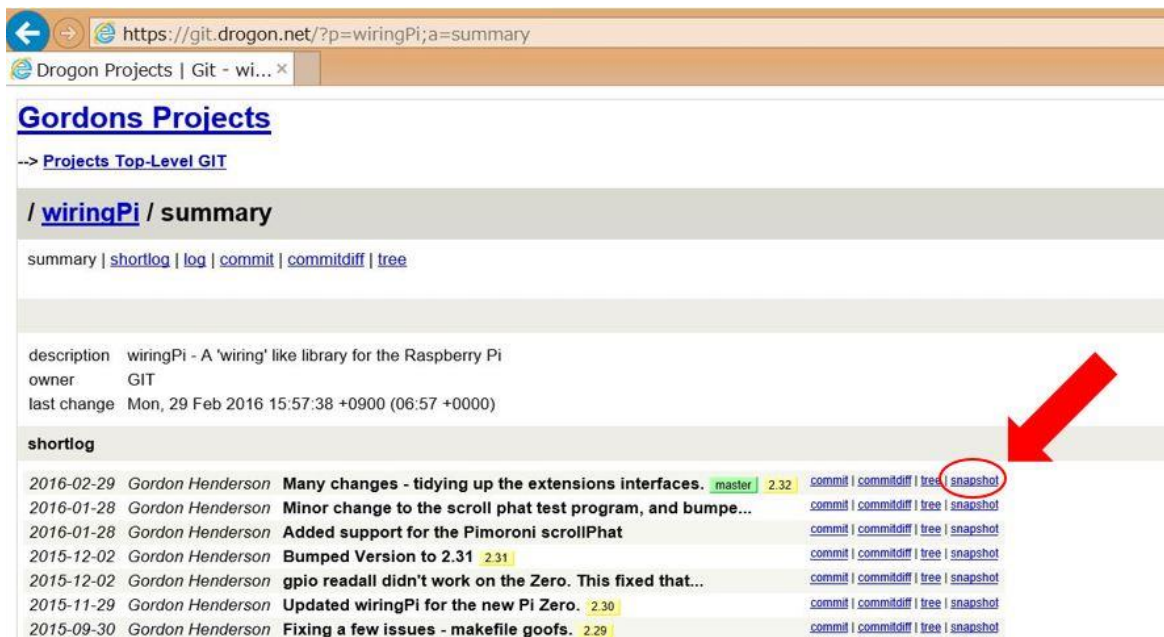 https://git.drogon.net/?p=wiringPi;a=summary
Drogon Projects | Git - wi... ×
Gordons Projects
--> Projects Top-Level GIT
/ wiringPi / summary
summary | shortlog | log | commit | commitdiff | tree
description wiringPi - A 'wiring' like library for the Raspberry Pi
owner GIT
last change Mon, 29 Feb 2016 15:57:38 +0900 (06:57 +0000)
shortlog
2016-02-29 Gordon Henderson Many changes - tidying up the extensions interfaces. master 2.32 commit | commitdiff | tree | snapshot
2016-01-28 Gordon Henderson Minor change to the scroll phat test program, and bumpe... commit | commitdiff | tree | snapshot
2016-01-28 Gordon Henderson Added support for the Pimoroni scrollPhat commit | commitdiff | tree | snapshot
2015-12-02 Gordon Henderson Bumped Version to 2.31 2.31 commit | commitdiff | tree | snapshot
2015-12-02 Gordon Henderson gpio readall didn't work on the Zero. This fixed that... commit | commitdiff | tree | snapshot
2015-11-29 Gordon Henderson Updated wiringPi for the new Pi Zero. 2.30 commit | commitdiff | tree | snapshot
2015-09-30 Gordon Henderson Fixing a few issues - makefile goofs. 2.29 commit | commitdiff | tree | snapshot